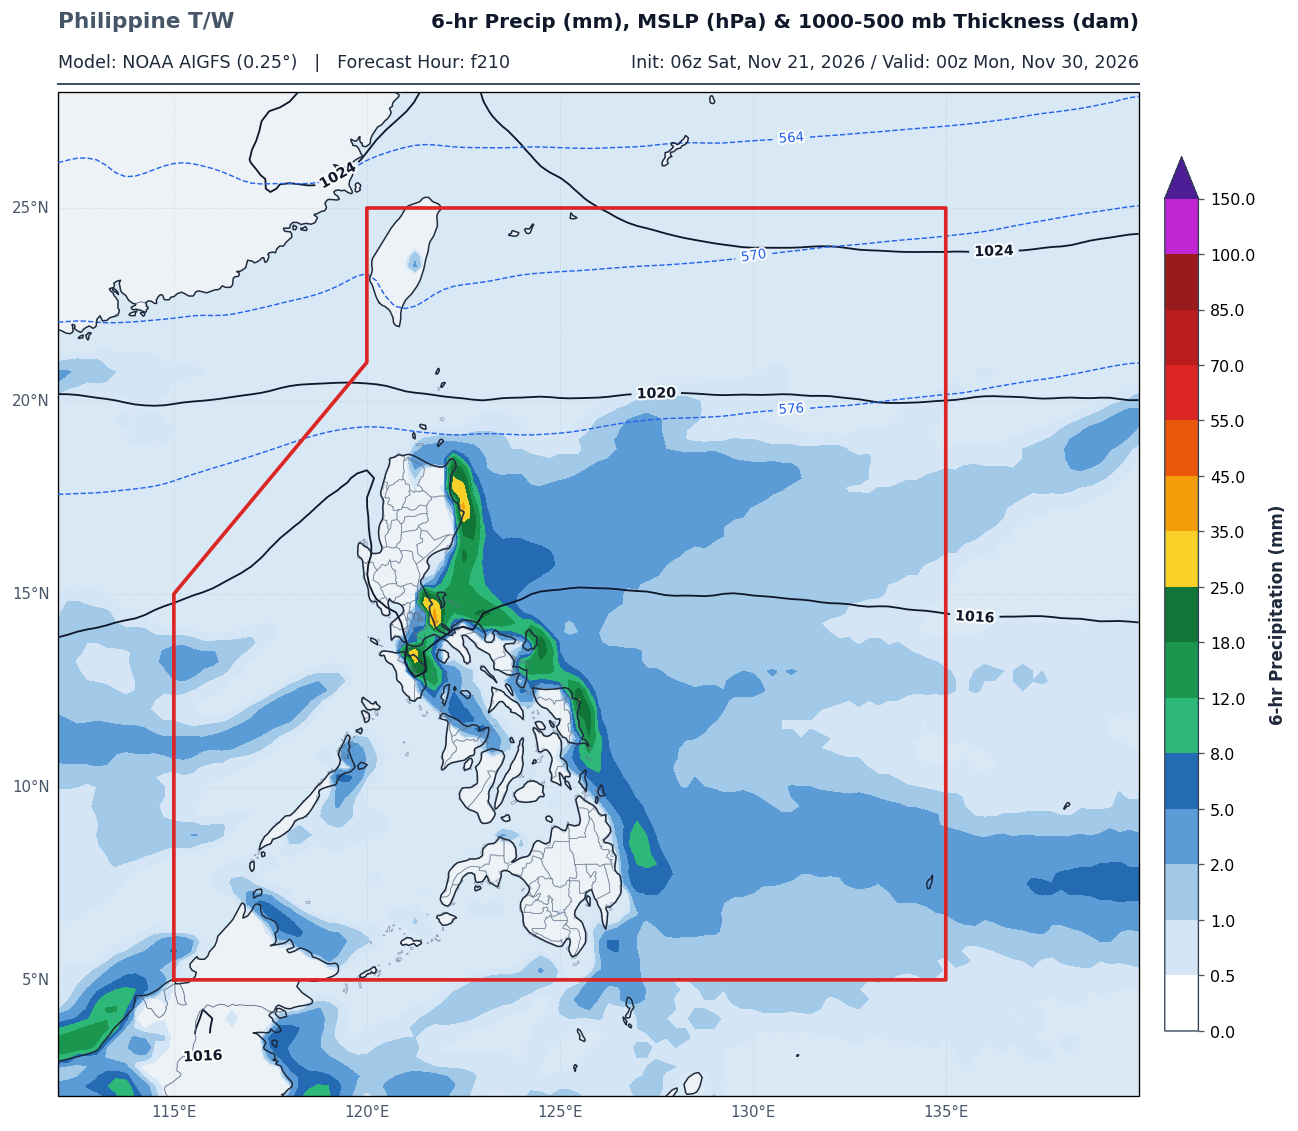 Philippine T/W
6-hr Precip (mm), MSLP (hPa) & 1000-500 mb Thickness (dam)
Model: NOAA AIGFS (0.25°) | Forecast Hour: f210
Init: 06z Sat, Nov 21, 2026 / Valid: 00z Mon, Nov 30, 2026
564
1024
25°N
1024
570
20°N
1020
576
15°N
1016
10°N
5°N
1016
115°E
120°E
125°E
130°E
135°E
150.0
100.0
85.0
70.0
55.0
45.0
35.0
25.0
18.0
12.0
8.0
5.0
2.0
1.0
0.5
0.0
6-hr Precipitation (mm)